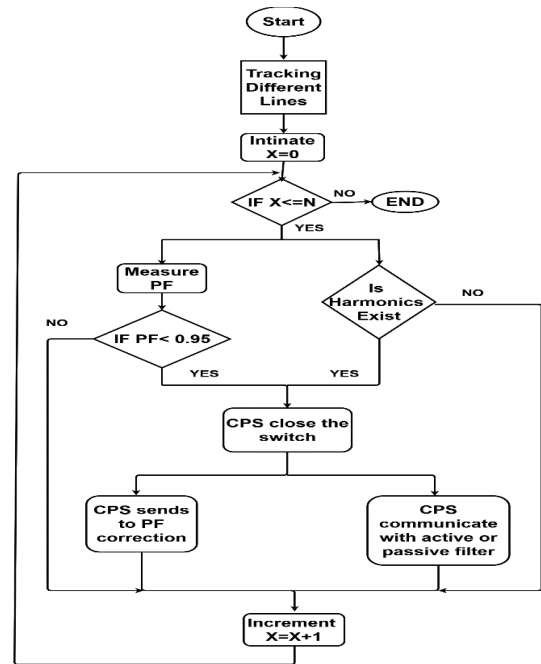 Start
Tracking
Different
Lines
Intinate
X=0
IF X<=N
NO
END
YES
Measure
PF
Is
Harmonics
Exist
NO
NO
IF PF< 0.95
YES
YES
CPS close the
switch
CPS sends
to PF
correction
CPS
communicate
with active or
passive filter
Increment
X=X+1